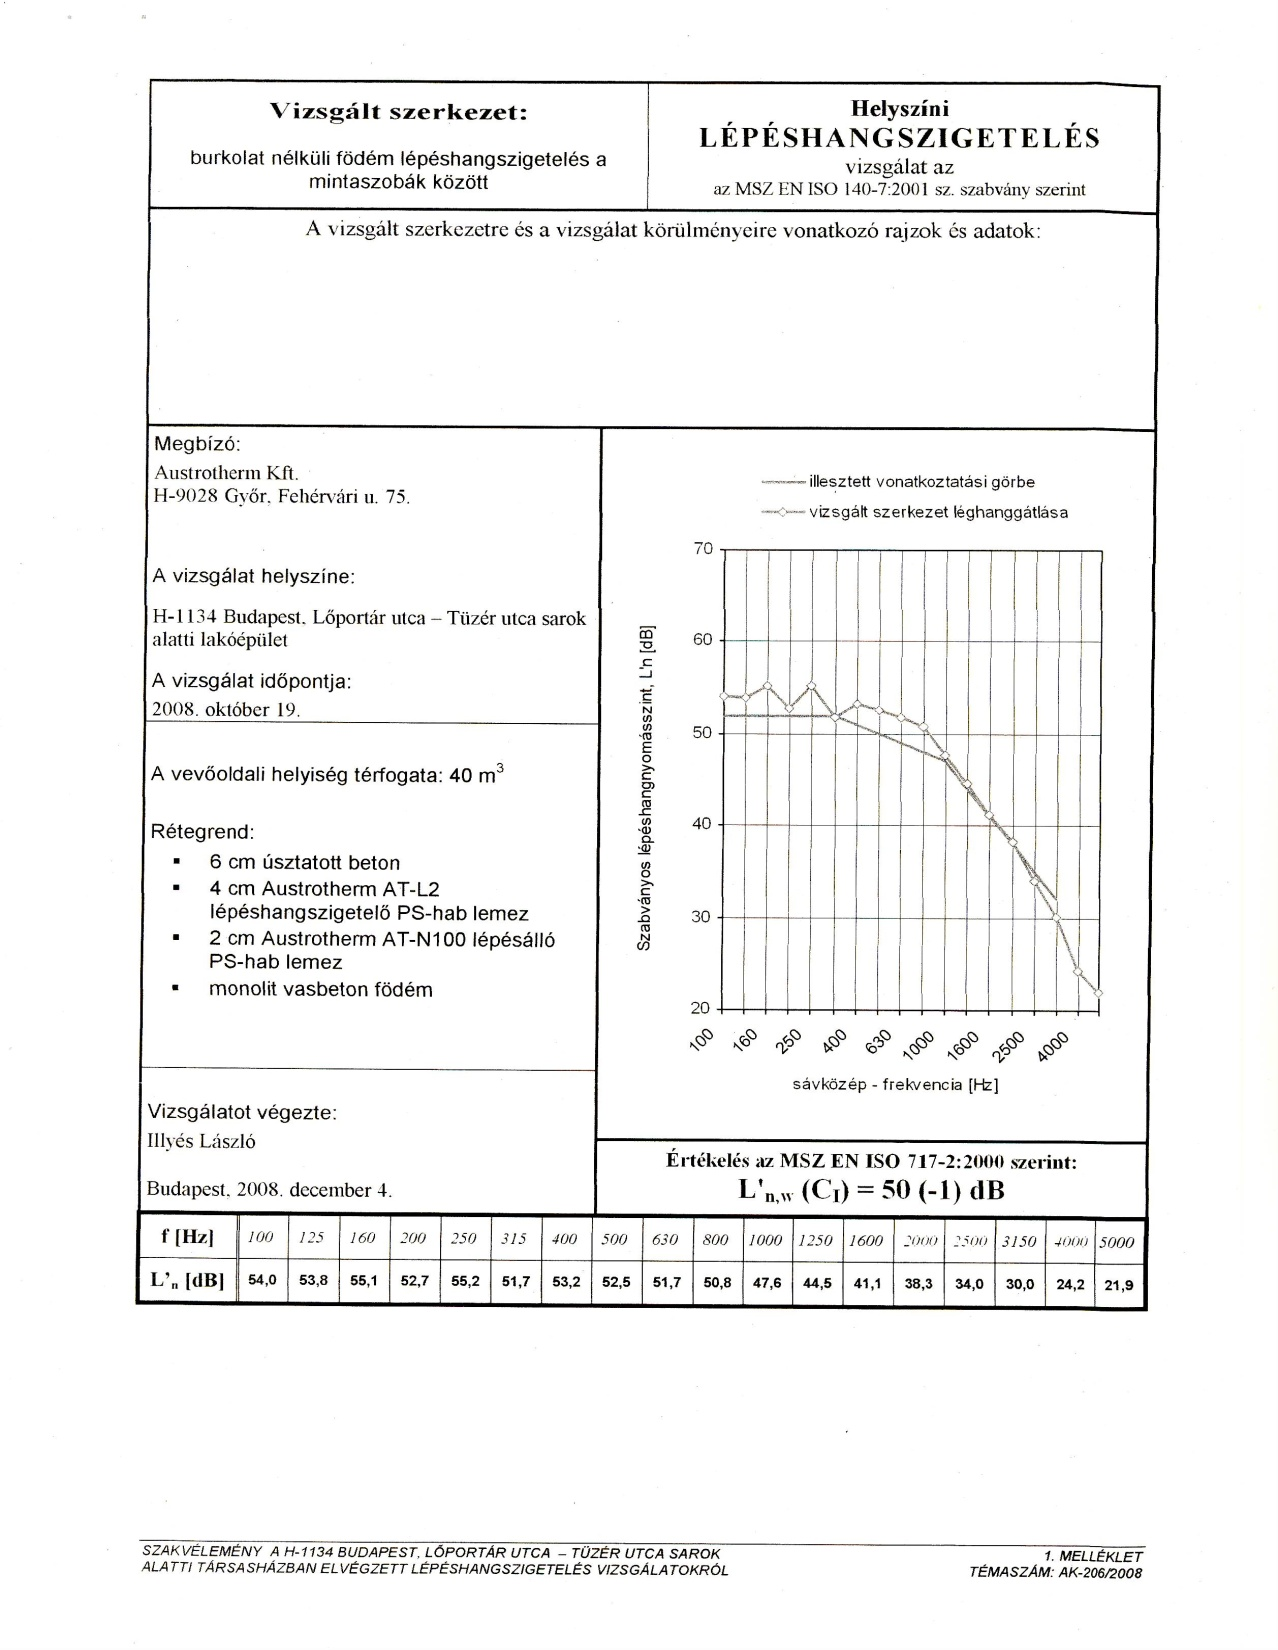 Vizsgált szerkezet:
burkolat nélküli födém lépéshangszigetelés a
mintaszobák között
Helyszíni
LÉPÉSHANGSZIGETELÉS
vizsgálat az
az MSZ EN ISO 140-7:2001 sz. szabvány szerint
A vizsgált szerkezetre és a vizsgálat körülményeire vonatkozó rajzok és adatok:
Megbízó:
Austrotherm Kft.
H-9028 Győr, Fehérvári u. 75.
A vizsgálat helyszíne:
H-1134 Budapest, Lőportár utca – Tüzér utca sarok
alatti lakóépület
A vizsgálat időpontja:
2008. október 19.
A vevőoldali helyiség térfogata: 40 m³
Rétegrend:
▪ 6 cm úsztatott beton
▪ 4 cm Austrotherm AT-L2
lépéshangszigetelő PS-hab lemez
▪ 2 cm Austrotherm AT-N100 lépésálló
PS-hab lemez
▪ monolit vasbeton födém
Vizsgálatot végezte:
Illyés László
Budapest, 2008. december 4.
illesztett vonatkoztatási görbe
vizsgált szerkezet léghanggátlása
Szabványos lépéshangnyomásszint, L'n [dB]
70
60
50
40
30
20
100 160 250 400 630 1000 1600 2500 4000
sávközép - frekvencia [Hz]
Értékelés az MSZ EN ISO 717-2:2000 szerint:
L'n,w (CI) = 50 (-1) dB
f [Hz] 100 125 160 200 250 315 400 500 630 800 1000 1250 1600 2000 2500 3150 4000 5000
L'n [dB] 54,0 53,8 55,1 52,7 55,2 51,7 53,2 52,5 51,7 50,8 47,6 44,5 41,1 38,3 34,0 30,0 24,2 21,9
SZAKVÉLEMÉNY A H-1134 BUDAPEST, LŐPORTÁR UTCA – TÜZÉR UTCA SAROK
ALATTI TÁRSASHÁZBAN ELVÉGZETT LÉPÉSHANGSZIGETELÉS VIZSGÁLATOKRÓL
1. MELLÉKLET
TÉMASZÁM: AK-206/2008